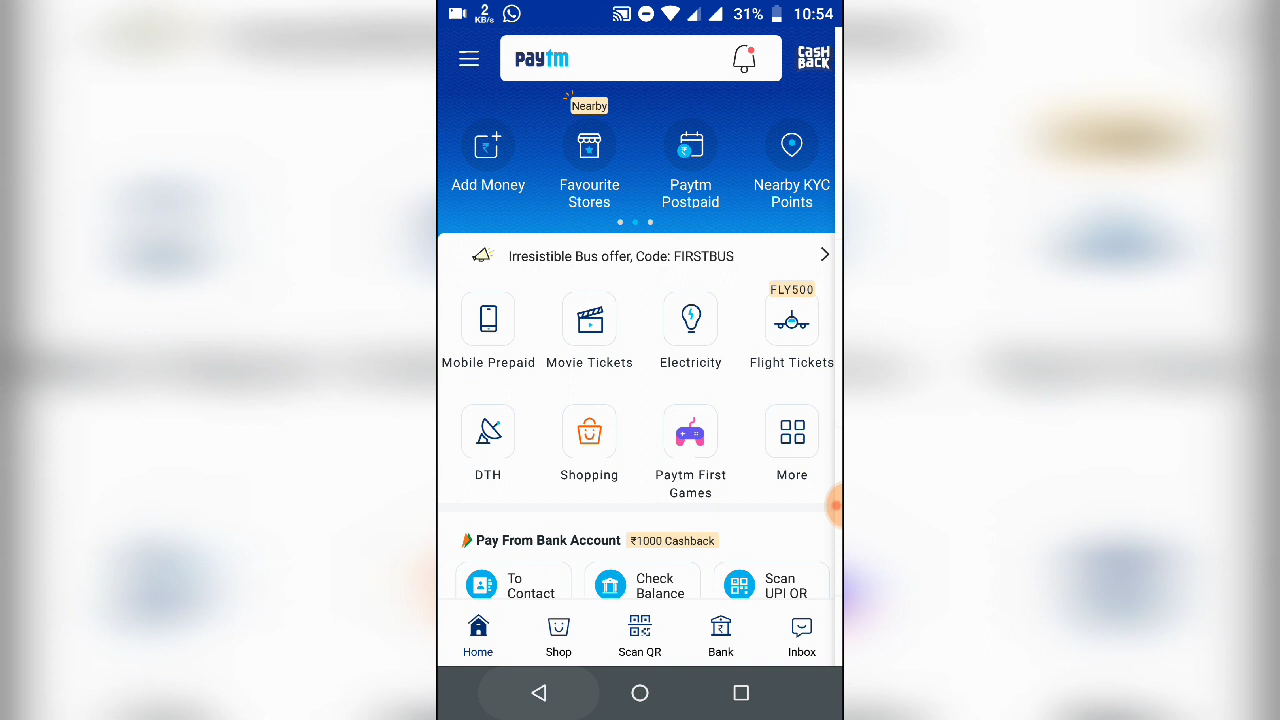 2
KB/s
31%
10:54
paytm
CASH
BACK
Nearby
Add Money
Favourite
Stores
Paytm
Postpaid
Nearby KYC
Points
Irresistible Bus offer, Code: FIRSTBUS
FLY500
Mobile Prepaid
Movie Tickets
Electricity
Flight Tickets
DTH
Shopping
Paytm First
Games
More
Pay From Bank Account
₹1000 Cashback
To
Contact
Check
Balance
Scan
UPI QR
Home
Shop
Scan QR
Bank
Inbox